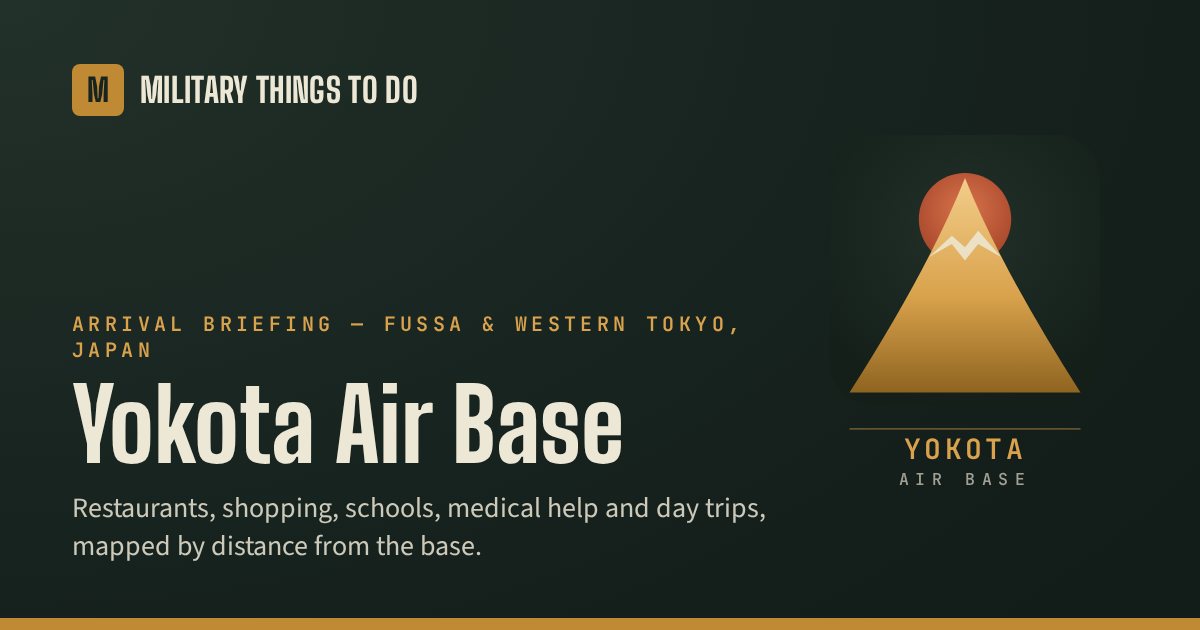 M
MILITARY THINGS TO DO
ARRIVAL BRIEFING — FUSSA & WESTERN TOKYO,
JAPAN
Yokota Air Base
Restaurants, shopping, schools, medical help and day trips,
mapped by distance from the base.
YOKOTA
AIR BASE